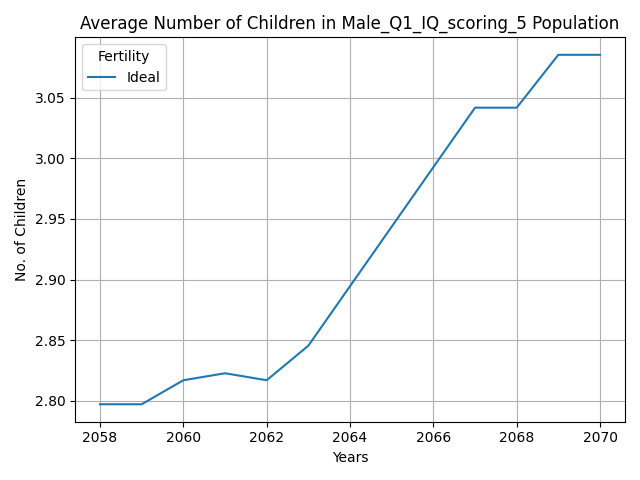 Average Number of Children in Male_Q1_IQ_scoring_5 Population
Fertility
Ideal
No. of Children
3.05
3.00
2.95
2.90
2.85
2.80
2058 2060 2062 2064 2066 2068 2070
Years